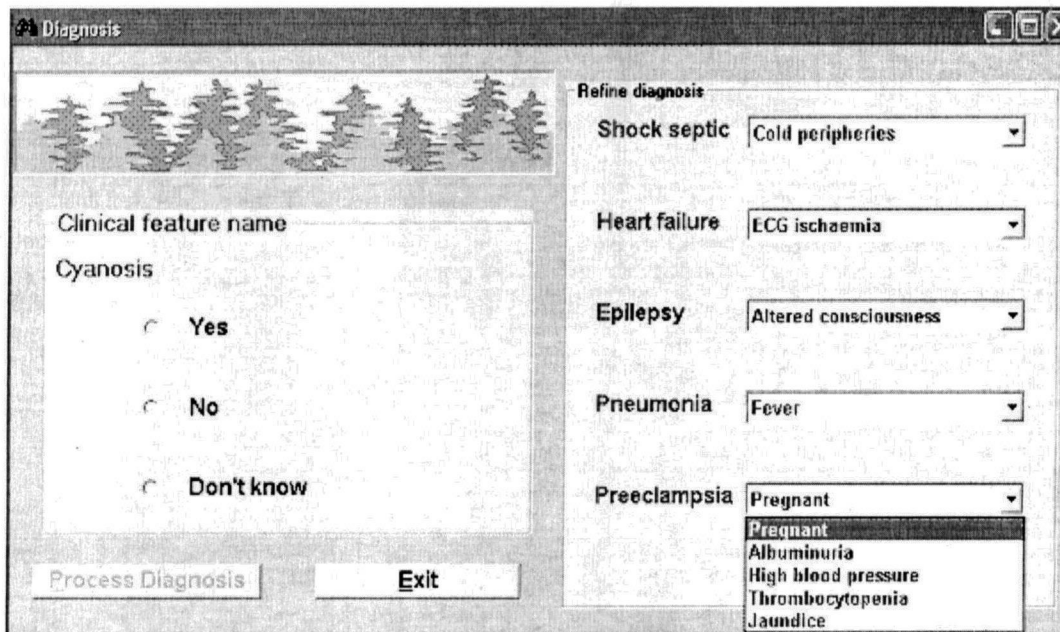 Diagnosis
Clinical feature name
Cyanosis
Yes
No
Don't know
Process Diagnosis
Exit
Refine diagnosis
Shock septic Cold peripheries
Heart failure ECG ischaemia
Epilepsy Altered consciousness
Pneumonia Fever
Preeclampsia Pregnant
Pregnant
Albuminuria
High blood pressure
Thrombocytopenia
Jaundice